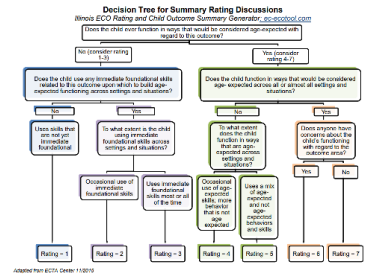 Decision Tree for Summary Rating Discussions
Illinois ECO Rating and Child Outcome Summary Generator: ec-ecotool.com
Does the child ever function in ways that would be considered age-expected with
regard to this outcome?
No (consider rating
1-3)
Yes (consider rating
4-7)
Does the child use any immediate foundational skills
related to this outcome upon which to build age-
expected functioning across settings and situations?
Does the child function in ways that would be considered
age-expected across all or almost all settings and
situations?
No
Yes
No
Yes
Uses skills that
are not yet
immediate
foundational
To what extent is the child
using immediate
foundational skills across
settings and situations?
To what extent
does the child
function in ways
that are age-
expected across
settings and
situations?
Does anyone have
concerns about the
child's functioning
with regard to the
outcome area?
Yes
No
Occasional use of
immediate
foundational skills
Uses immediate
foundational
skills most or all
of the time
Occasional
use of age-
expected
skills; more
behavior that
is not age
expected
Uses a mix
of age-
expected
and not
age-
expected
behaviors
and skills
Rating = 1
Rating = 2
Rating = 3
Rating = 4
Rating = 5
Rating = 6
Rating = 7
Adapted from ECTA Center 11/2016